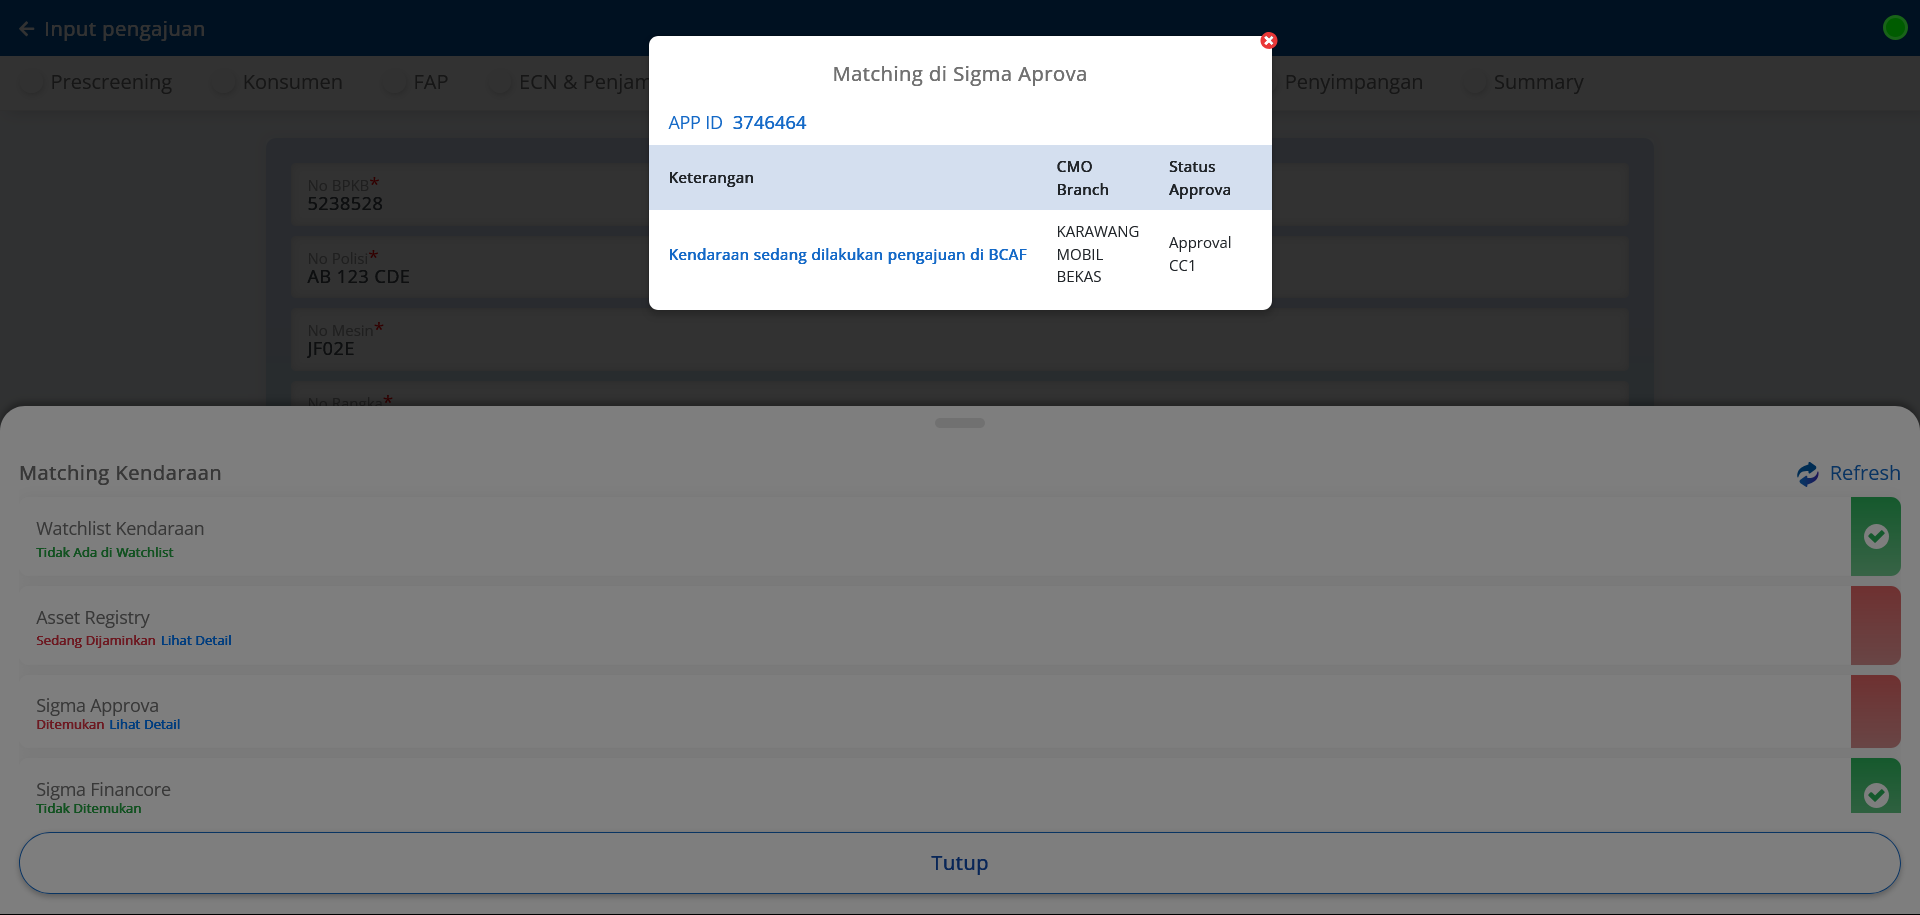 Input pengajuan
Prescreening Konsumen FAP ECN & Penjam Penyimpangan Summary
Matching di Sigma Aprova
APP ID 3746464
Keterangan CMO Branch Status Approva
Kendaraan sedang dilakukan pengajuan di BCAF KARAWANG MOBIL BEKAS Approval CC1
No BPKB*
5238528
No Polisi*
AB 123 CDE
No Mesin*
JF02E
No Rangka*
Matching Kendaraan
Refresh
Watchlist Kendaraan
Tidak Ada di Watchlist
Asset Registry
Sedang Dijaminkan Lihat Detail
Sigma Approva
Ditemukan Lihat Detail
Sigma Financore
Tidak Ditemukan
Tutup